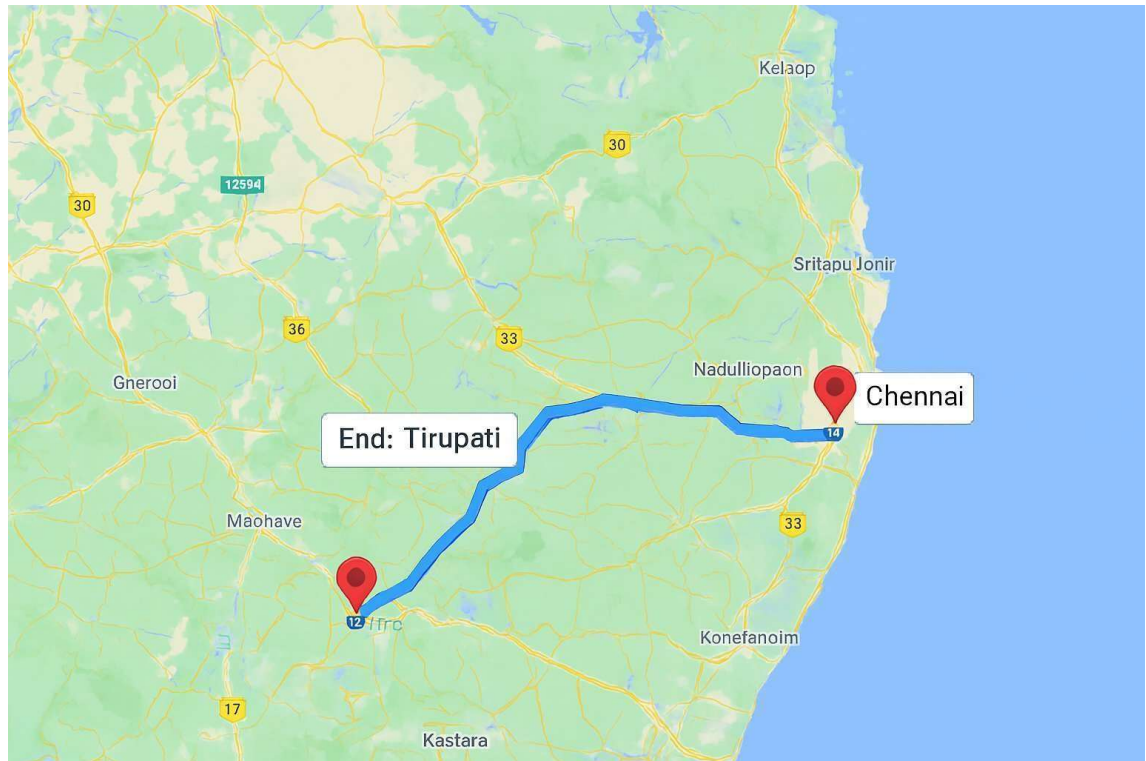 Kelaop
30
12594
30
Sritapu Jonir
36
33
Nadulliopaon
Gnerooi
Chennai
14
End: Tirupati
Maohave
33
12
Konefanoim
17
Kastara